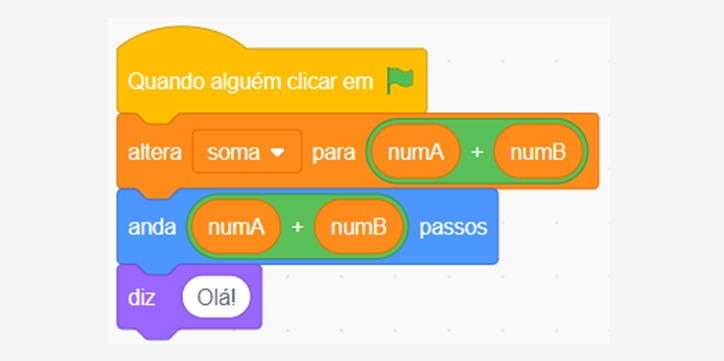 Quando alguém clicar em
altera soma para numA + numB
anda numA + numB passos
diz Olá!